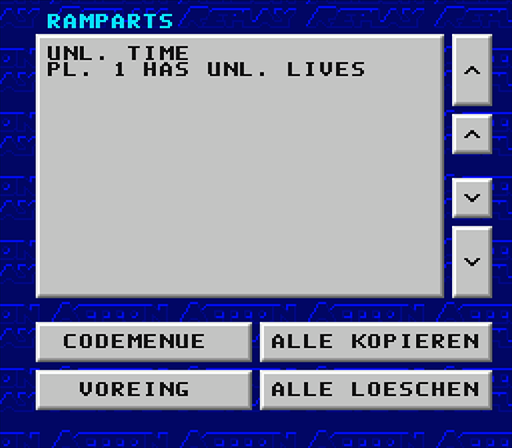 RAMPARTS
UNL. TIME
PL. 1 HAS UNL. LIVES
CODEMENUE
ALLE KOPIEREN
VOREING
ALLE LOESCHEN